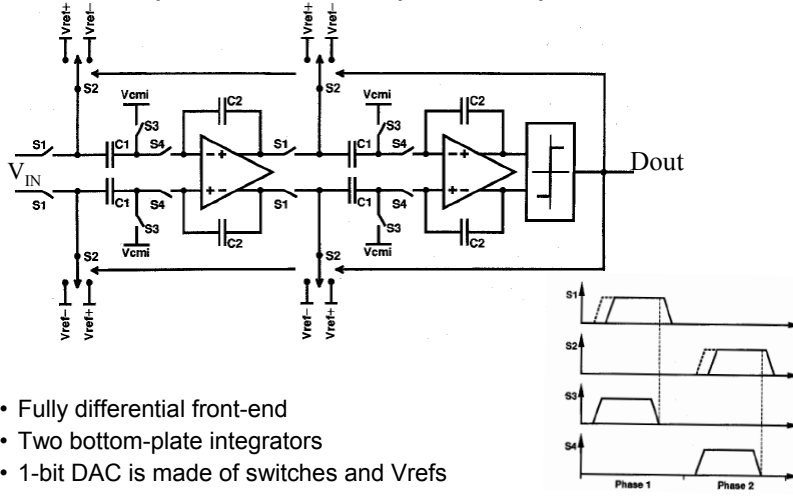 Vref+ Vref− Vref+ Vref−
S2 S2
Vcmi Vcmi
C2 C2
S1 C1 S3 S4 S1 C1 S3 S4
− + − +
VIN Dout
+ − + −
S1 C1 S4 S1 C1 S4
S3 C2 S3 C2
S2 Vcmi S2 Vcmi
Vref− Vref+ Vref− Vref+
S1
S2
S3
S4
Phase 1 Phase 2
• Fully differential front-end
• Two bottom-plate integrators
• 1-bit DAC is made of switches and Vrefs